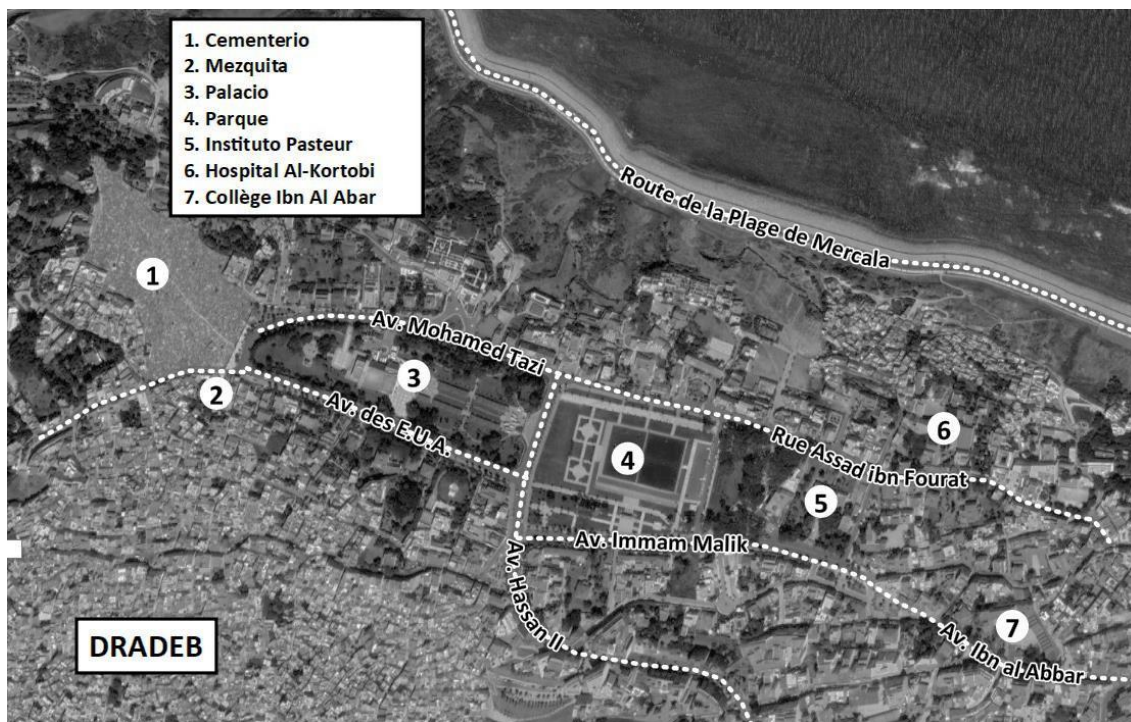 1. Cementerio
2. Mezquita
3. Palacio
4. Parque
5. Instituto Pasteur
6. Hospital Al-Kortobi
7. Collège Ibn Al Abar
Route de la Plage de Mercala
1
Av. Mohamed Tazi
2
3
Av. des E.U.A.
4
5
6
Rue Assad ibn Fourat
Av. Immam Malik
Av. Hassan II
7
Av. Ibn al Abbar
DRADEB